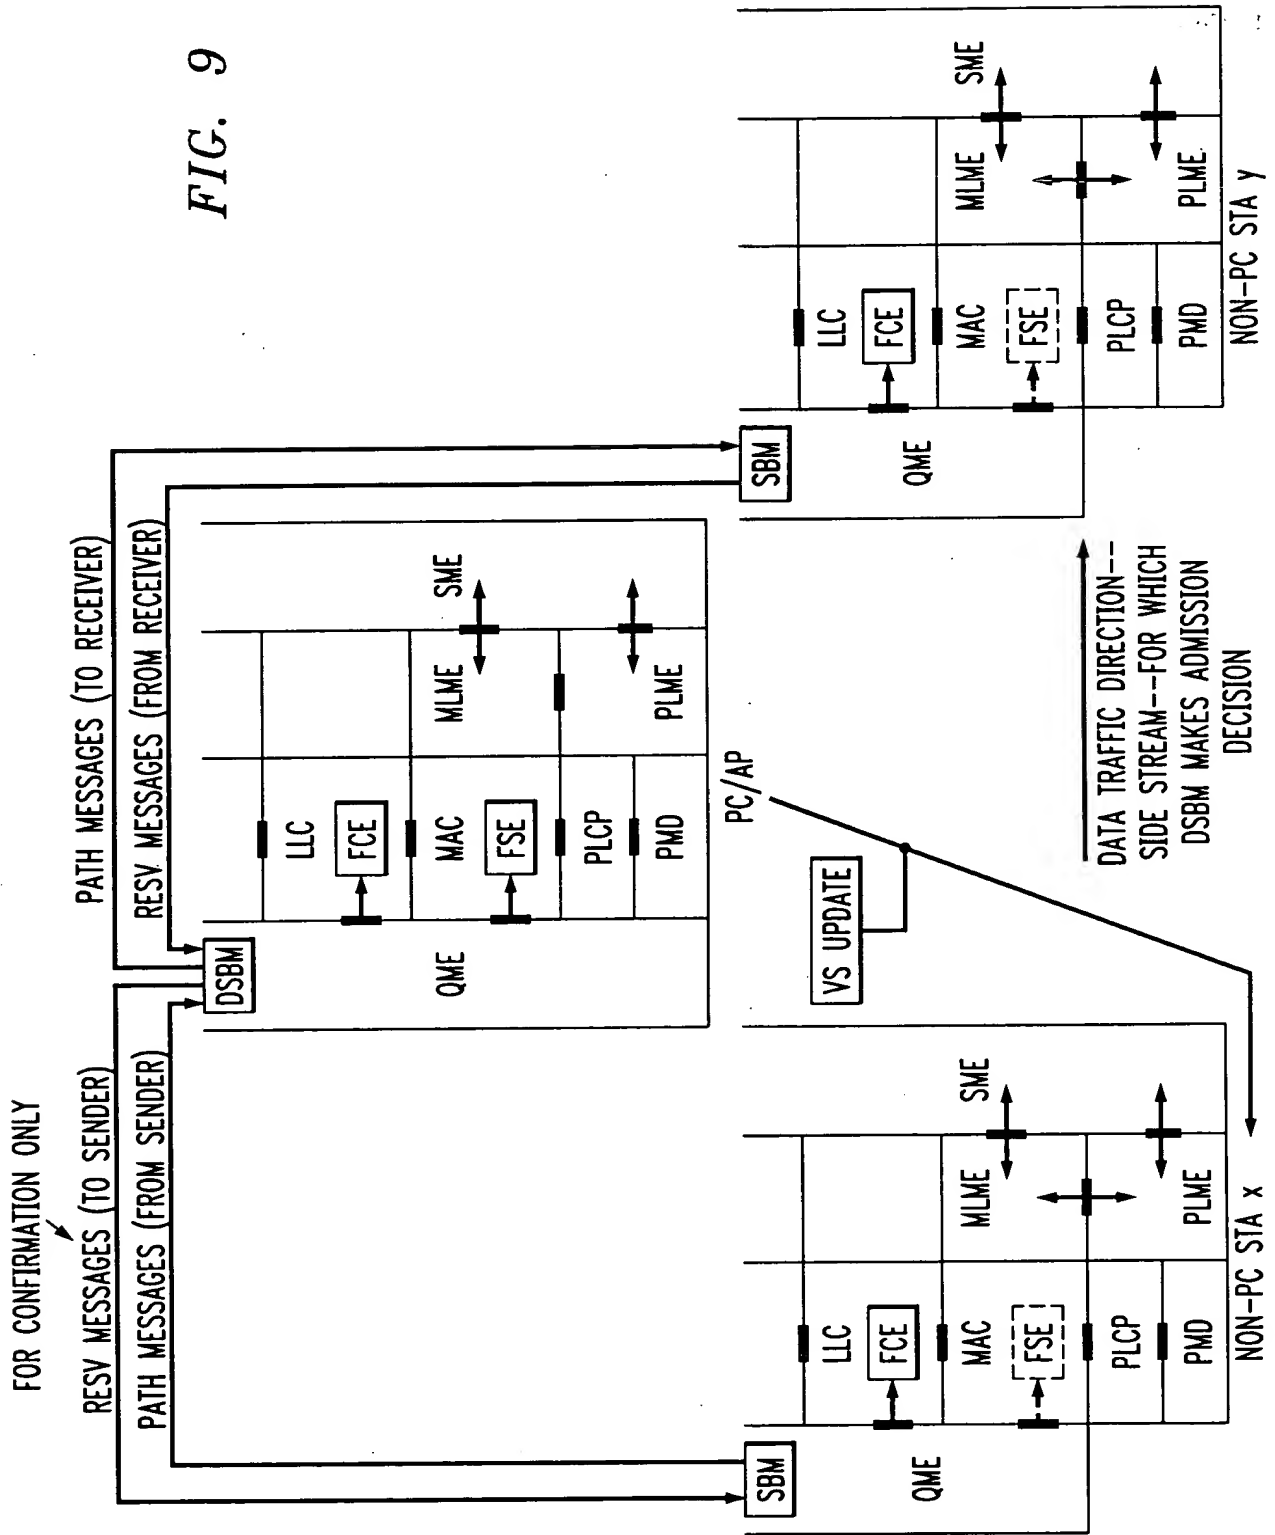 FIG. 9
FOR CONFIRMATION ONLY
RESV MESSAGES (TO SENDER)
PATH MESSAGES (FROM SENDER)
PATH MESSAGES (TO RECEIVER)
RESV MESSAGES (FROM RECEIVER)
DSBM
QME
LLC
FCE
MAC
FSE
PLCP
PMD
MLME
PLME
SME
PC/AP
VS UPDATE
SBM
QME
LLC
FCE
MAC
FSE
PLCP
PMD
MLME
PLME
SME
NON-PC STA x
DATA TRAFFIC DIRECTION--
SIDE STREAM--FOR WHICH
DSBM MAKES ADMISSION
DECISION
SBM
QME
LLC
FCE
MAC
FSE
PLCP
PMD
MLME
PLME
SME
NON-PC STA y